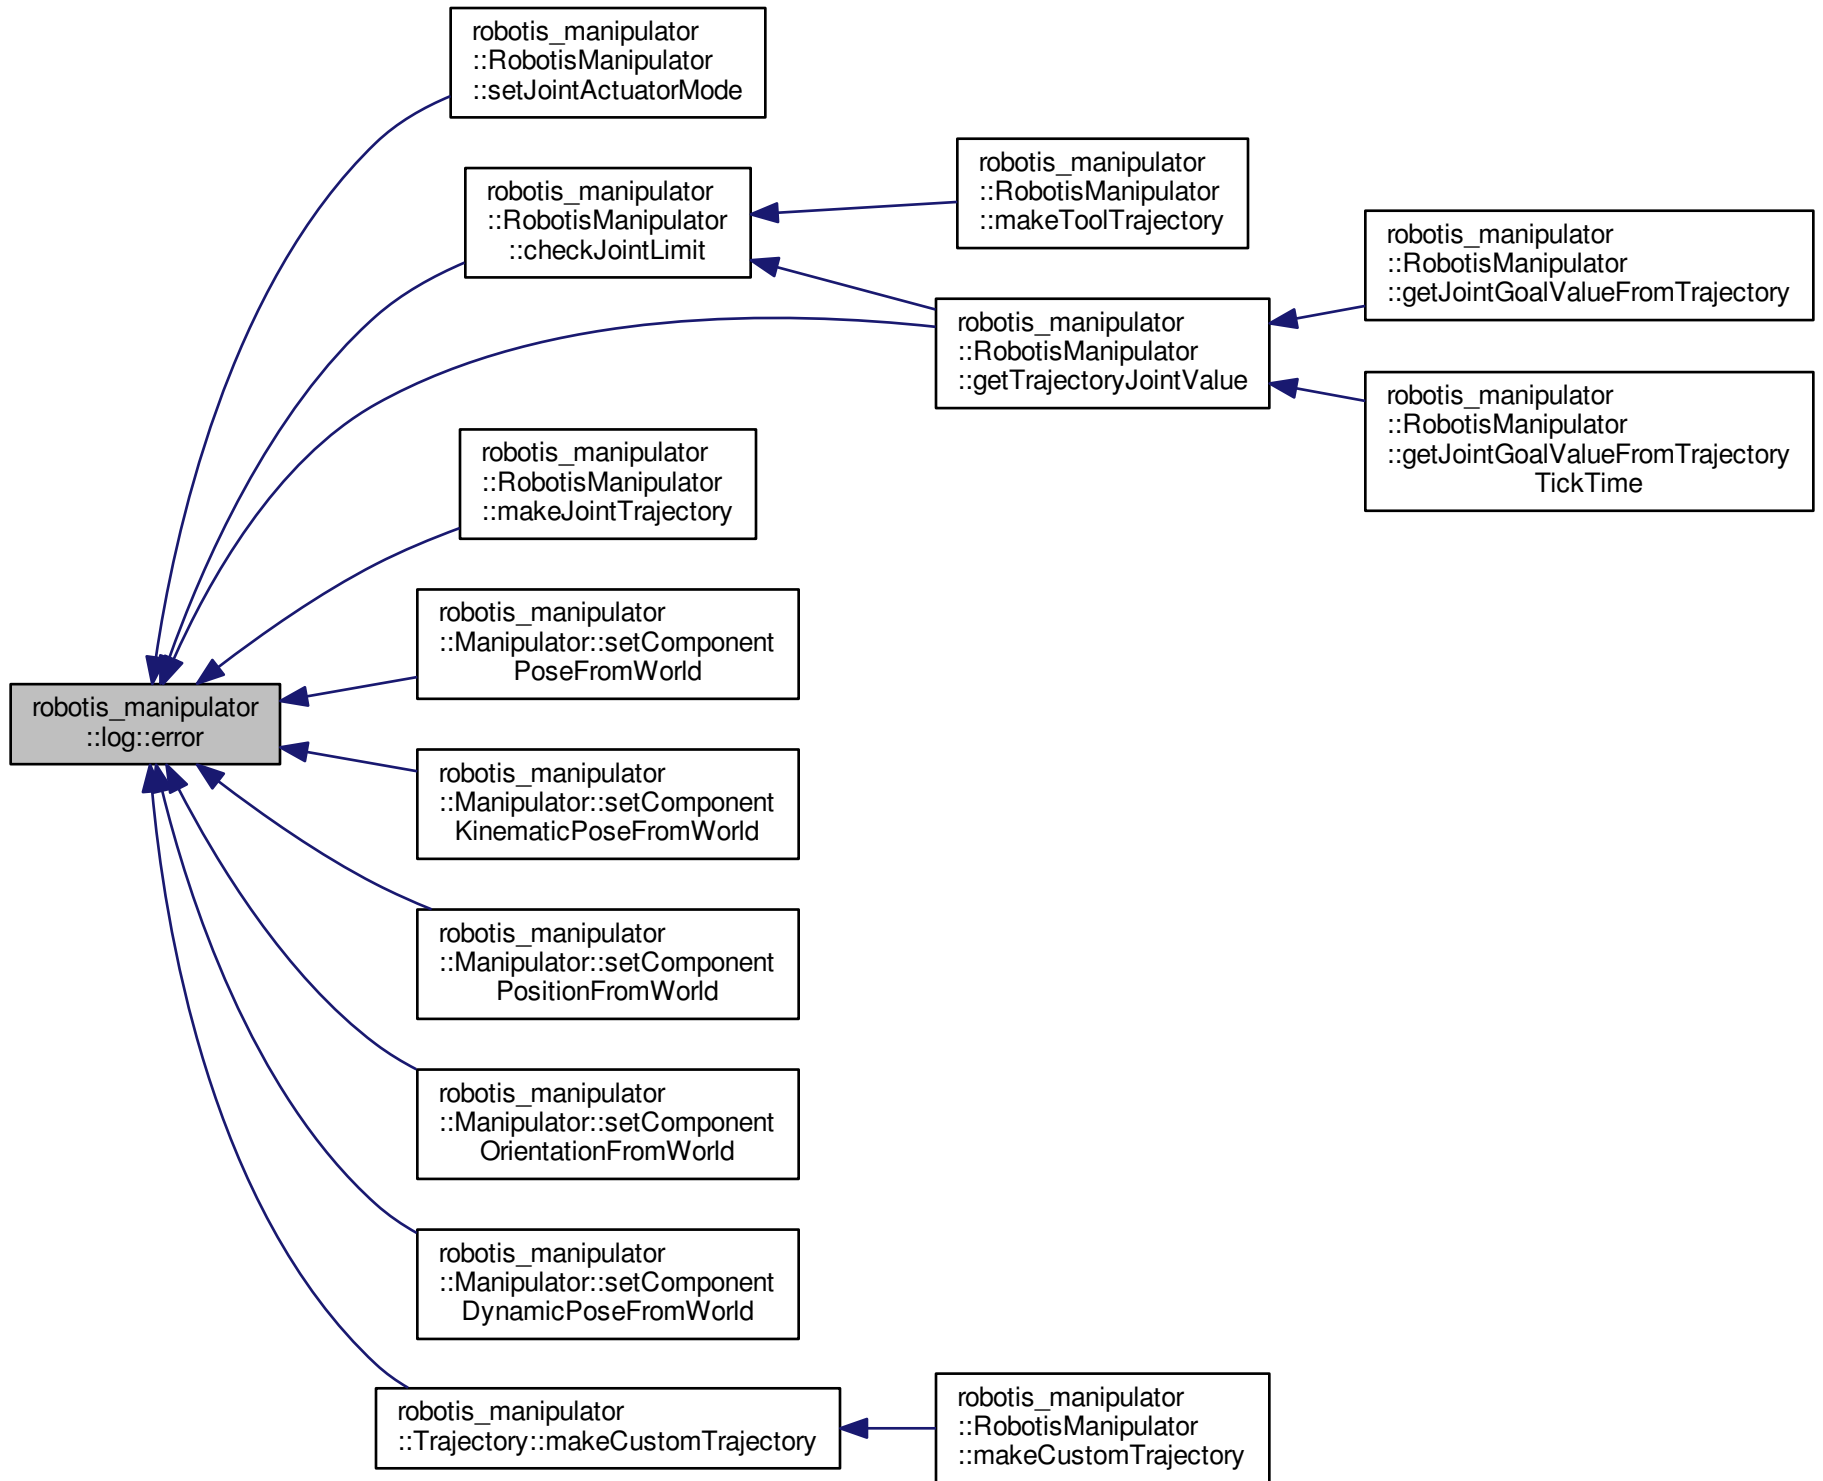 robotis_manipulator
::RobotisManipulator
::setJointActuatorMode
robotis_manipulator
::RobotisManipulator
::checkJointLimit
robotis_manipulator
::RobotisManipulator
::makeToolTrajectory
robotis_manipulator
::RobotisManipulator
::getTrajectoryJointValue
robotis_manipulator
::RobotisManipulator
::getJointGoalValueFromTrajectory
robotis_manipulator
::RobotisManipulator
::getJointGoalValueFromTrajectory
TickTime
robotis_manipulator
::RobotisManipulator
::makeJointTrajectory
robotis_manipulator
::Manipulator::setComponent
PoseFromWorld
robotis_manipulator
::log::error
robotis_manipulator
::Manipulator::setComponent
KinematicPoseFromWorld
robotis_manipulator
::Manipulator::setComponent
PositionFromWorld
robotis_manipulator
::Manipulator::setComponent
OrientationFromWorld
robotis_manipulator
::Manipulator::setComponent
DynamicPoseFromWorld
robotis_manipulator
::Trajectory::makeCustomTrajectory
robotis_manipulator
::RobotisManipulator
::makeCustomTrajectory